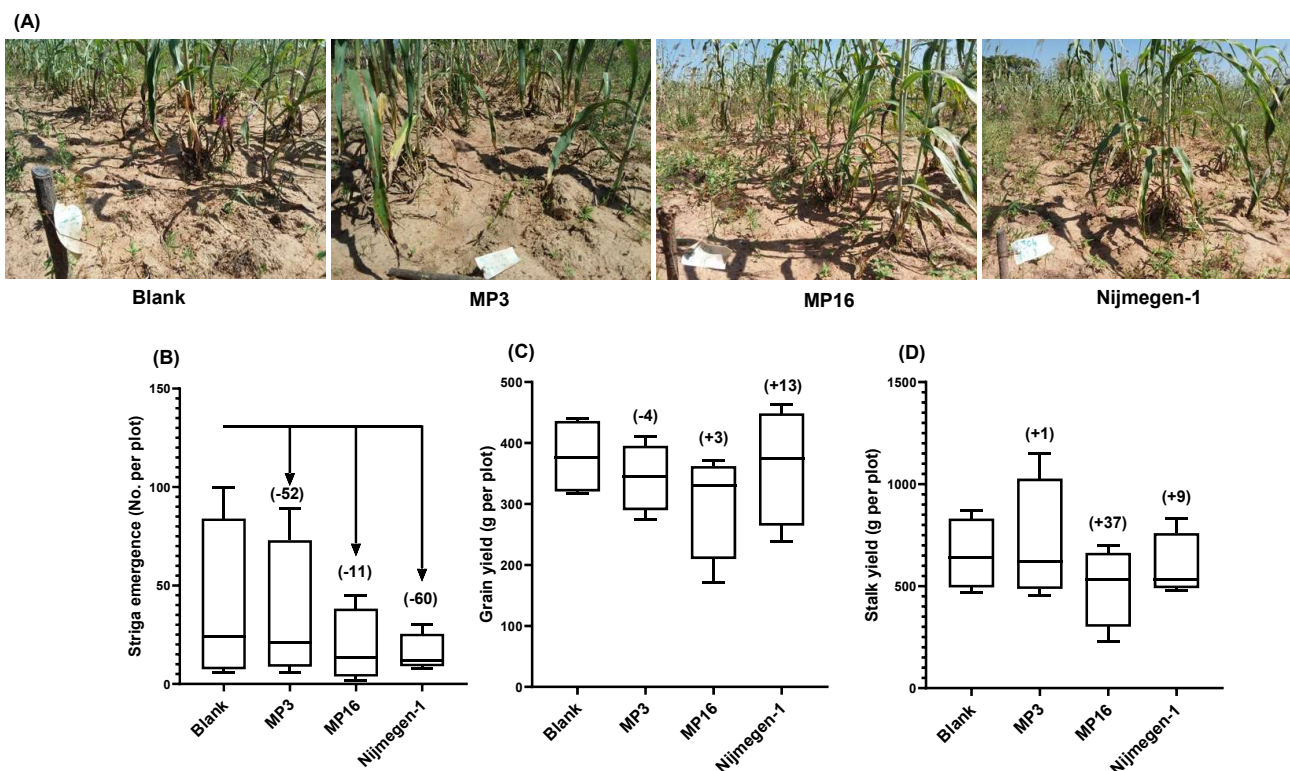 (A)
Blank
MP3
MP16
Nijmegen-1
(B)
Striga emergence (No. per plot)
150
100
50
0
(-52)
(-11)
(-60)
Blank
MP3
MP16
Nijmegen-1
(C)
Grain yield (g per plot)
500
400
300
200
100
0
(-4)
(+3)
(+13)
Blank
MP3
MP16
Nijmegen-1
(D)
Stalk yield (g per plot)
1500
1000
500
0
(+1)
(+37)
(+9)
Blank
MP3
MP16
Nijmegen-1